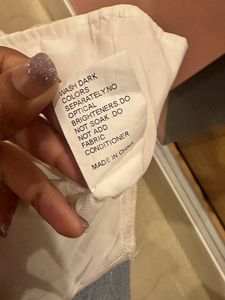 WASH DARK
COLORS
SEPARATELY.NO
OPTICAL
BRIGHTENERS.DO
NOT SOAK .DO
NOT ADD
FABRIC
CONDITIONER.
MADE IN CHINA